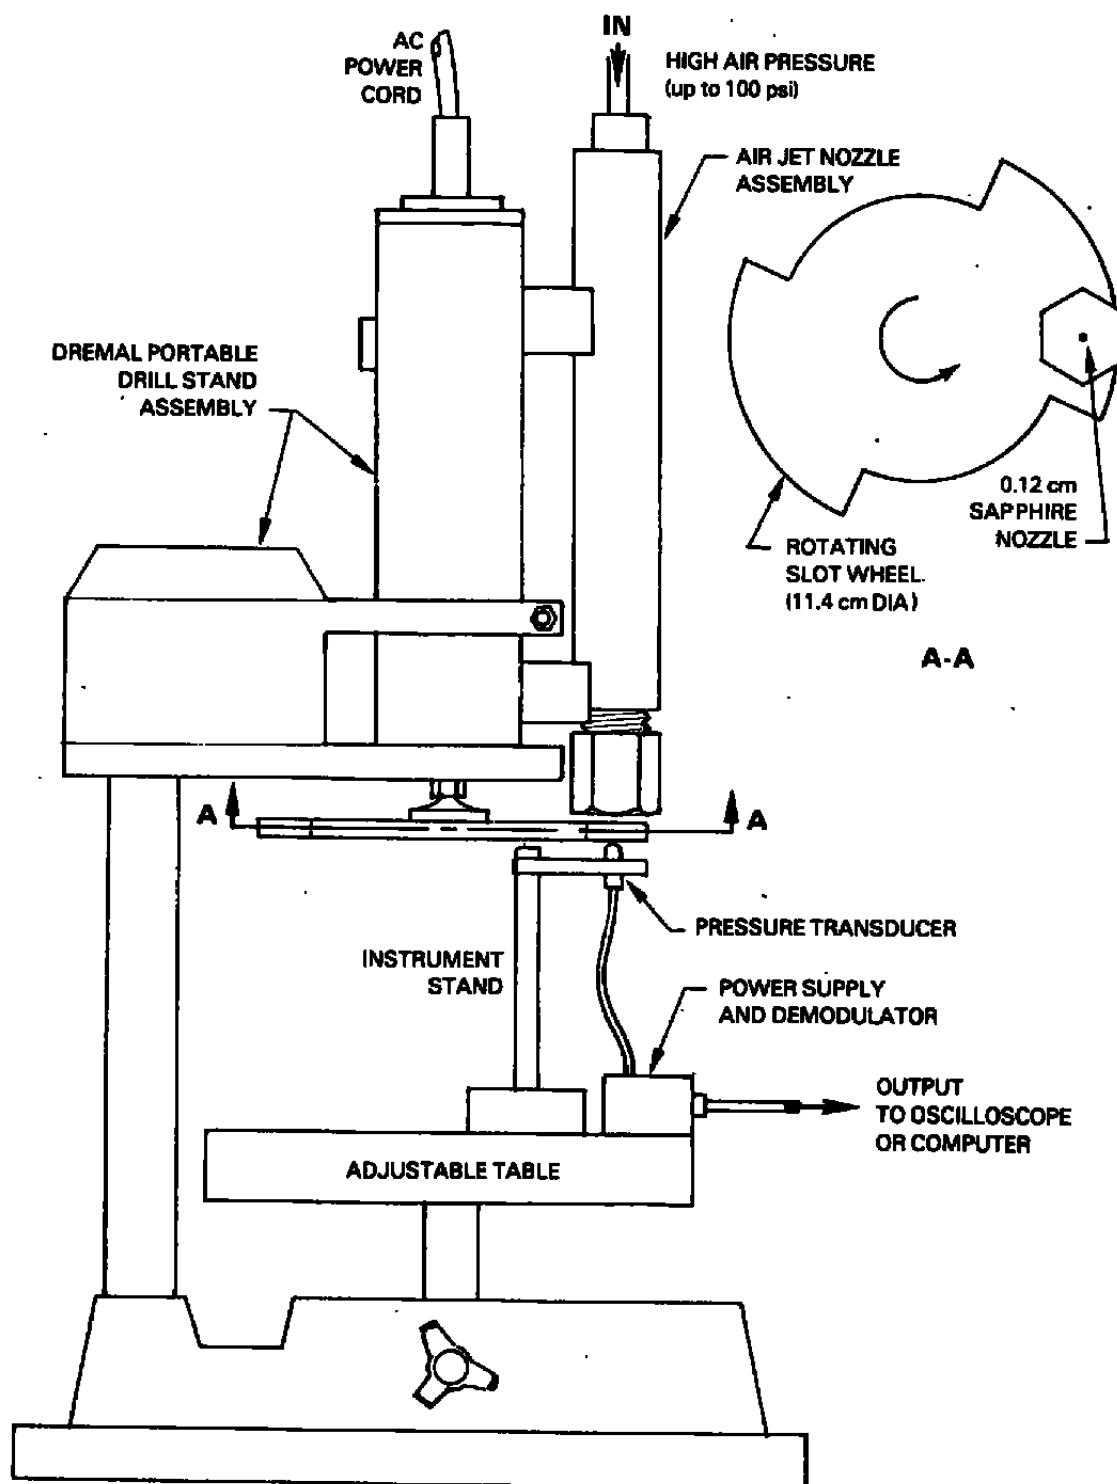 AC
POWER
CORD
IN
HIGH AIR PRESSURE
(up to 100 psi)
AIR JET NOZZLE
ASSEMBLY
DREMAL PORTABLE
DRILL STAND
ASSEMBLY
0.12 cm
SAPPHIRE
NOZZLE
ROTATING
SLOT WHEEL.
(11.4 cm DIA)
A-A
A
A
PRESSURE TRANSDUCER
INSTRUMENT
STAND
POWER SUPPLY
AND DEMODULATOR
OUTPUT
TO OSCILLOSCOPE
OR COMPUTER
ADJUSTABLE TABLE